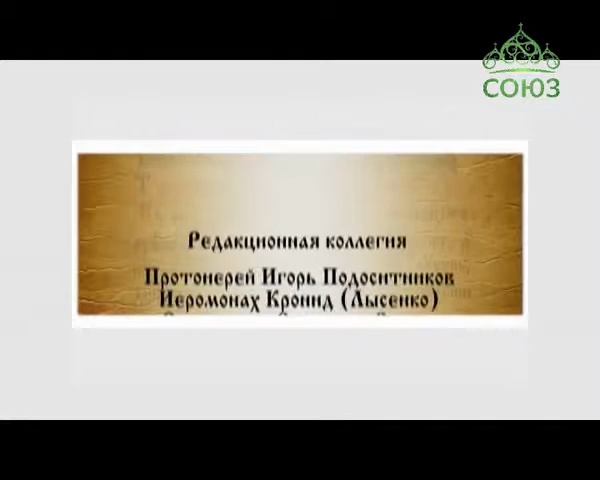 СОЮЗ
Редакционная коллегия
Протоиерей Игорь Подоситников
Иеромонах Кронид (Лысенко)